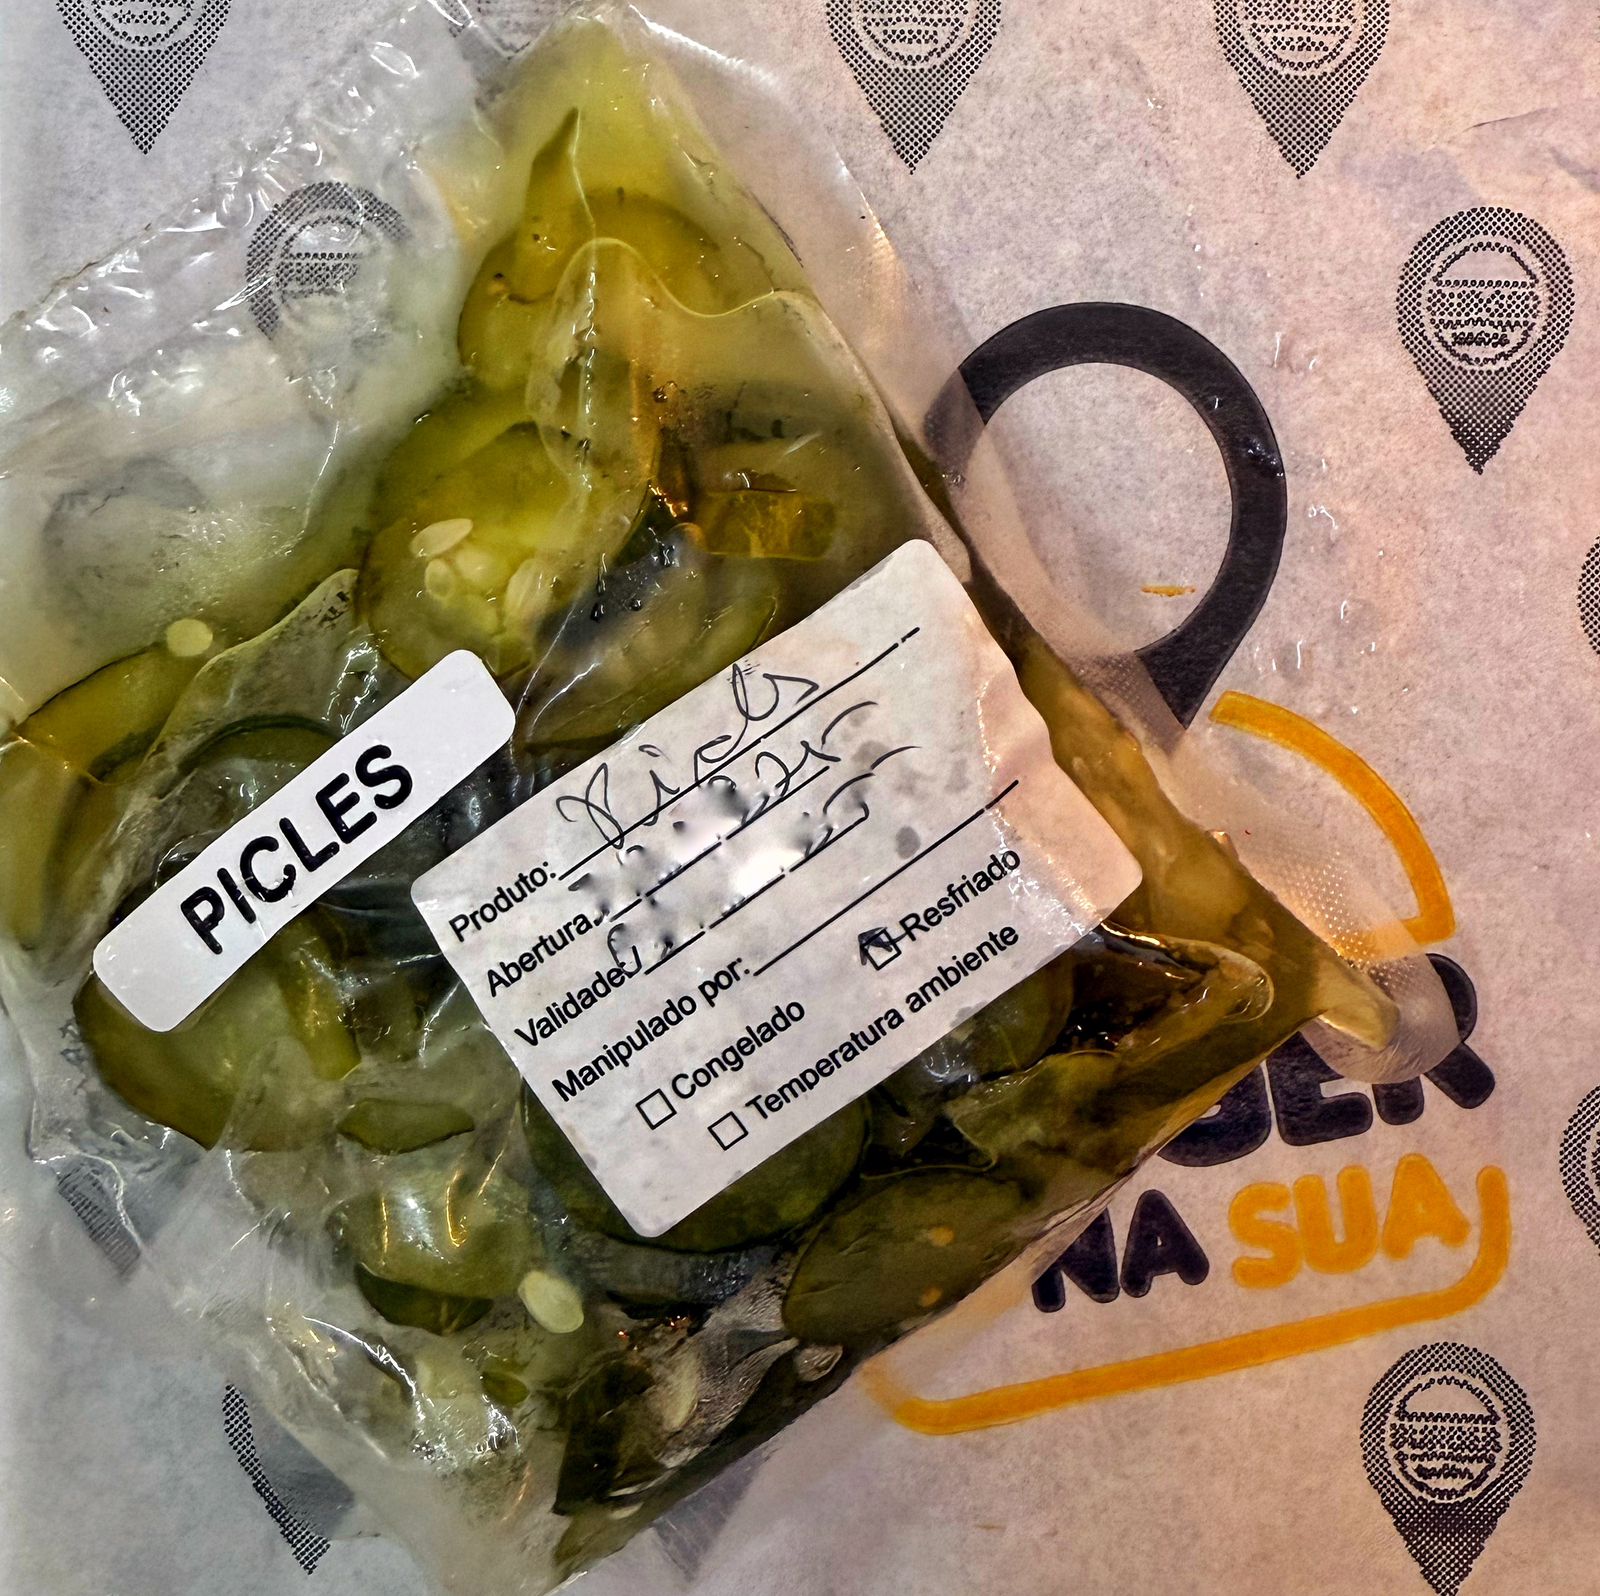 PICLES
Produto: Picles
Abertura:
Validade:
Manipulado por:
Congelado
Resfriado
Temperatura ambiente
NA SUA